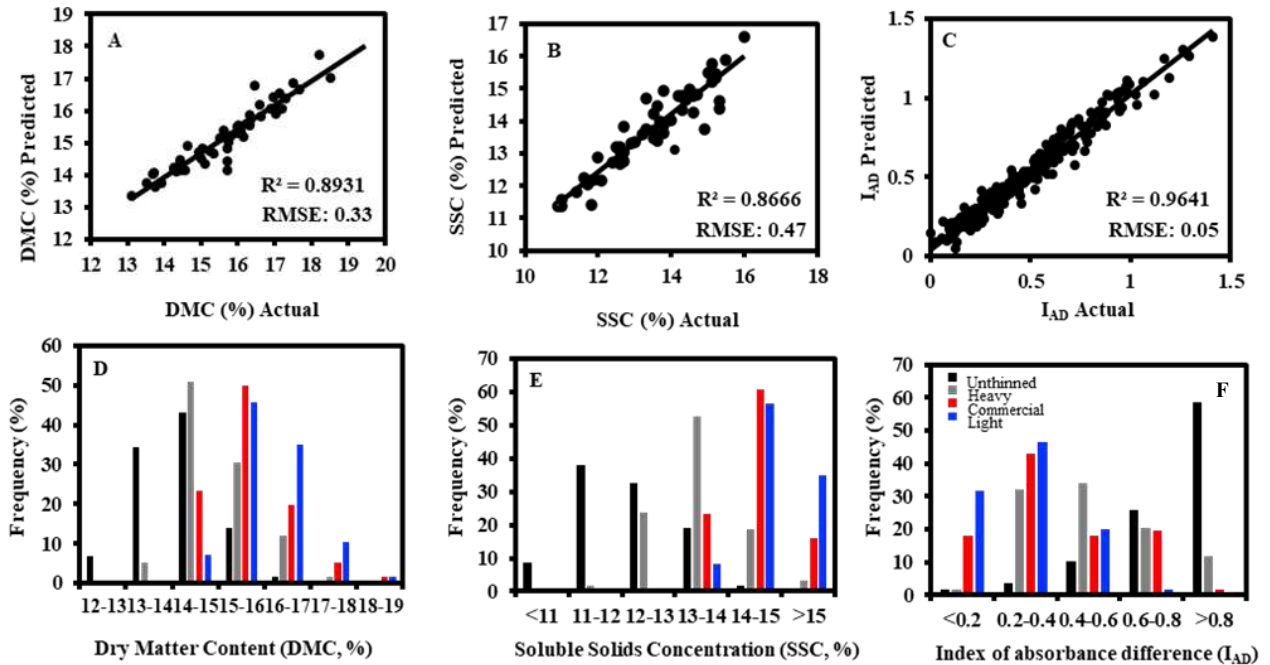 A
19
18
17
16
15
14
13
12
12 13 14 15 16 17 18 19 20
DMC (%) Predicted
DMC (%) Actual
R² = 0.8931
RMSE: 0.33
B
17
16
15
14
13
12
11
10
10 12 14 16 18
SSC (%) Predicted
SSC (%) Actual
R² = 0.8666
RMSE: 0.47
C
1.5
1
0.5
0
0 0.5 1 1.5
IAD Predicted
IAD Actual
R² = 0.9641
RMSE: 0.05
D
60
50
40
30
20
10
0
12-13 13-14 14-15 15-16 16-17 17-18 18-19
Frequency (%)
Dry Matter Content (DMC, %)
E
70
60
50
40
30
20
10
0
<11 11-12 12-13 13-14 14-15 >15
Frequency (%)
Soluble Solids Concentration (SSC, %)
F
Unthinned
Heavy
Commercial
Light
70
60
50
40
30
20
10
0
<0.2 0.2-0.4 0.4-0.6 0.6-0.8 >0.8
Frequency (%)
Index of absorbance difference (IAD)